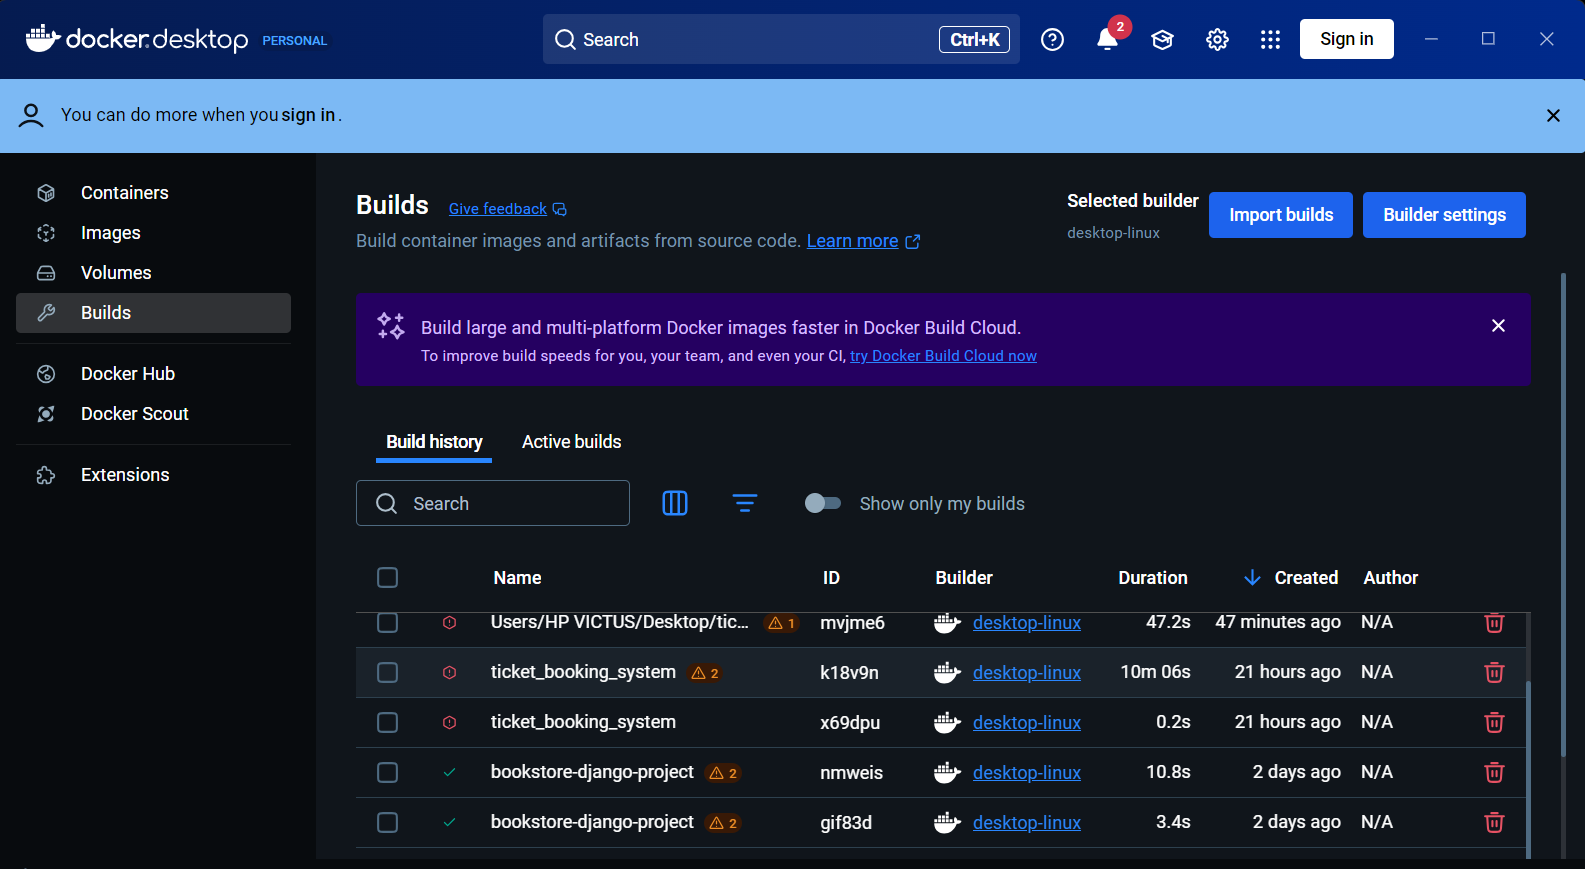 docker.desktop PERSONAL
Search
Ctrl+K
2
Sign in
You can do more when you sign in .
Containers
Images
Volumes
Builds
Docker Hub
Docker Scout
Extensions
Builds
Give feedback
Build container images and artifacts from source code. Learn more
Selected builder
desktop-linux
Import builds
Builder settings
Build large and multi-platform Docker images faster in Docker Build Cloud.
To improve build speeds for you, your team, and even your CI, try Docker Build Cloud now
Build history
Active builds
Search
Show only my builds
Name ID Builder Duration Created Author
Users/HP VICTUS/Desktop/tic... 1 mvjme6 desktop-linux 47.2s 47 minutes ago N/A
ticket_booking_system 2 k18v9n desktop-linux 10m 06s 21 hours ago N/A
ticket_booking_system x69dpu desktop-linux 0.2s 21 hours ago N/A
bookstore-django-project 2 nmweis desktop-linux 10.8s 2 days ago N/A
bookstore-django-project 2 gif83d desktop-linux 3.4s 2 days ago N/A